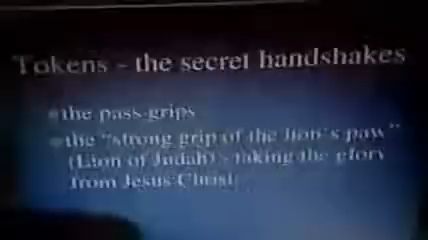 Tokens - the secret handshakes
the pass-grips
the "strong grip of the lion's paw"
(Lion of Judah) - taking the glory
from Jesus Christ